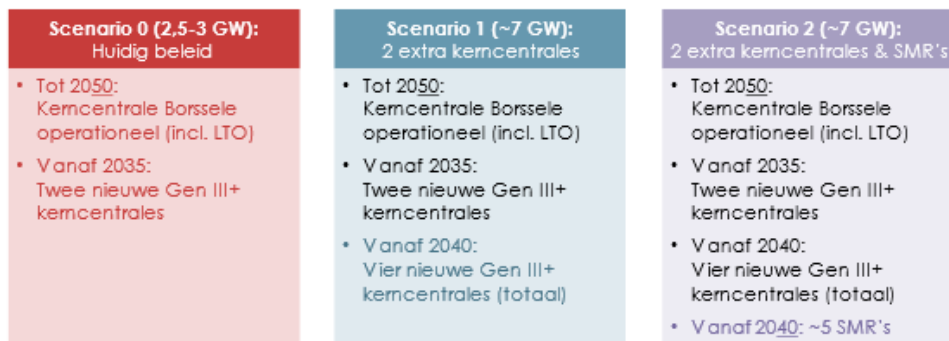 Scenario 0 (2,5-3 GW):
Huidig beleid
• Tot 2050:
Kerncentrale Borssele
operationeel (incl. LTO)
• Vanaf 2035:
Twee nieuwe Gen III+
kerncentrales
Scenario 1 (~7 GW):
2 extra kerncentrales
• Tot 2050:
Kerncentrale Borssele
operationeel (incl. LTO)
• Vanaf 2035:
Twee nieuwe Gen III+
kerncentrales
• Vanaf 2040:
Vier nieuwe Gen III+
kerncentrales (totaal)
Scenario 2 (~7 GW):
2 extra kerncentrales & SMR's
• Tot 2050:
Kerncentrale Borssele
operationeel (incl. LTO)
• Vanaf 2035:
Twee nieuwe Gen III+
kerncentrales
• Vanaf 2040:
Vier nieuwe Gen III+
kerncentrales (totaal)
• Vanaf 2040: ~5 SMR's